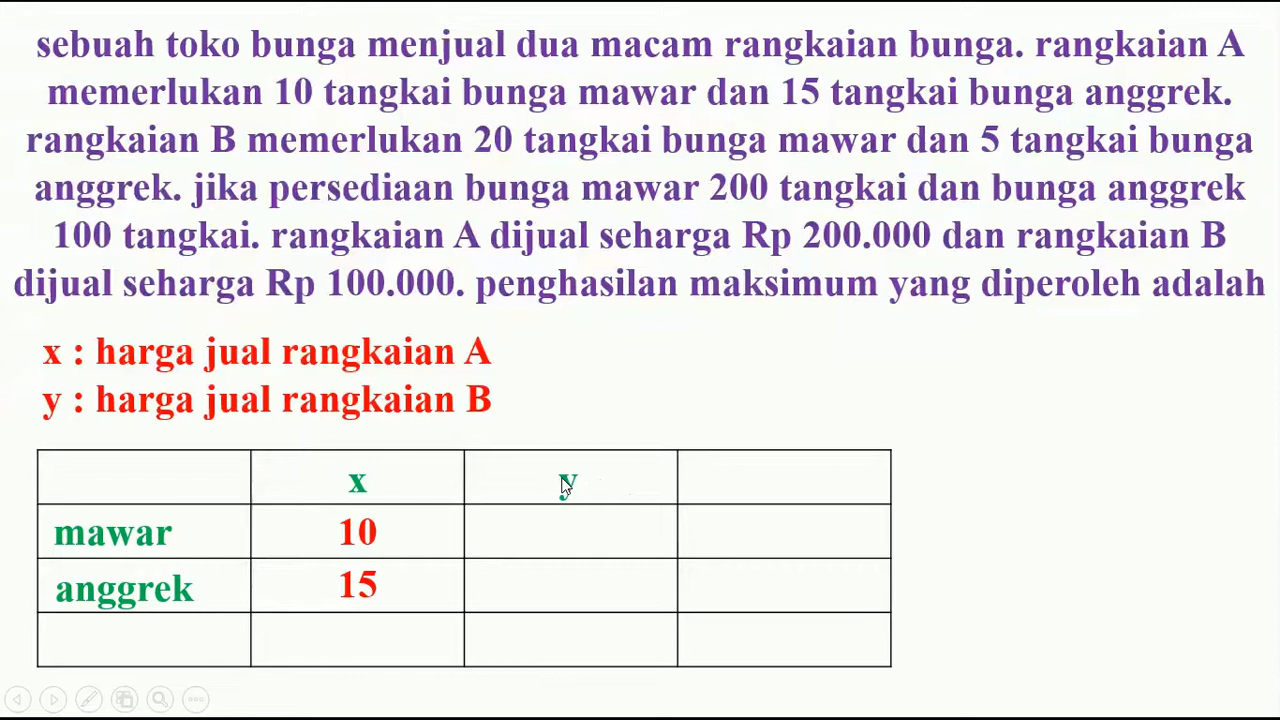 sebuah toko bunga menjual dua macam rangkaian bunga. rangkaian A
memerlukan 10 tangkai bunga mawar dan 15 tangkai bunga anggrek.
rangkaian B memerlukan 20 tangkai bunga mawar dan 5 tangkai bunga
anggrek. jika persediaan bunga mawar 200 tangkai dan bunga anggrek
100 tangkai. rangkaian A dijual seharga Rp 200.000 dan rangkaian B
dijual seharga Rp 100.000. penghasilan maksimum yang diperoleh adalah
x : harga jual rangkaian A
y : harga jual rangkaian B
x y
mawar 10
anggrek 15